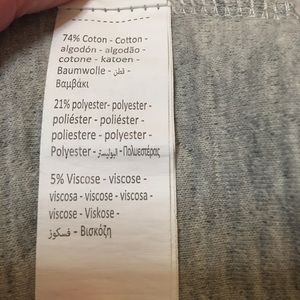 74% Coton - Cotton -
algodón - algodão -
cotone - katoen -
Baumwolle - قطن -
Βαμβάκι
21% polyester- polyester -
poliéster - poliéster -
poliestere - polyester -
Polyester - البوليستر - Πολυεστέρας
5% Viscose - viscose -
viscosa - viscose - viscosa -
viscose - Viskose -
فسكوز - Βισκόζη